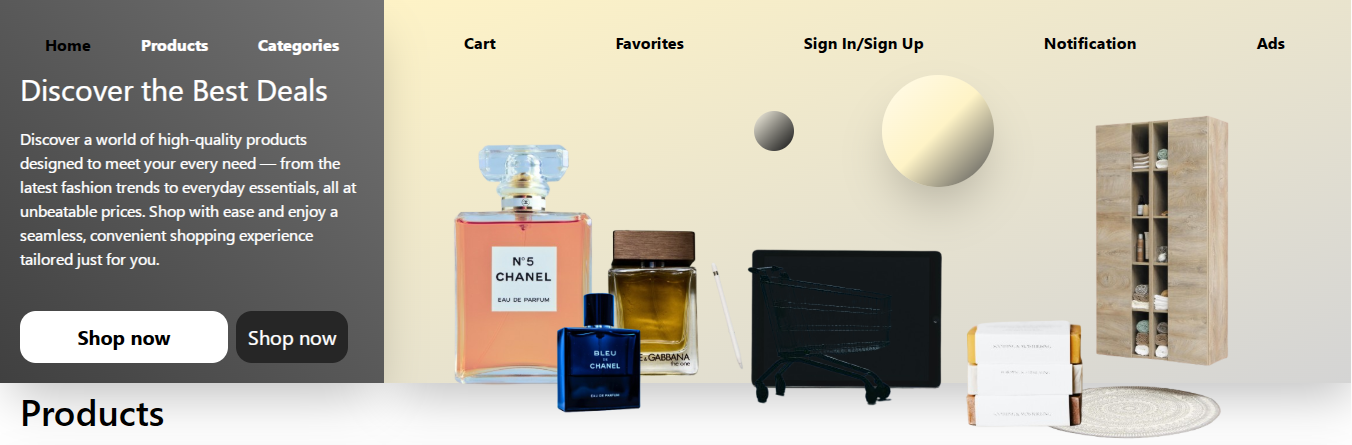 Home Products Categories Cart Favorites Sign In/Sign Up Notification Ads
Discover the Best Deals
Discover a world of high-quality products
designed to meet your every need — from the
latest fashion trends to everyday essentials, all at
unbeatable prices. Shop with ease and enjoy a
seamless, convenient shopping experience
tailored just for you.
Shop now Shop now
N°5
CHANEL
EAU DE PARFUM
BLEU
DE
CHANEL
EAU DE PARFUM
& GABBANA
the one
Products